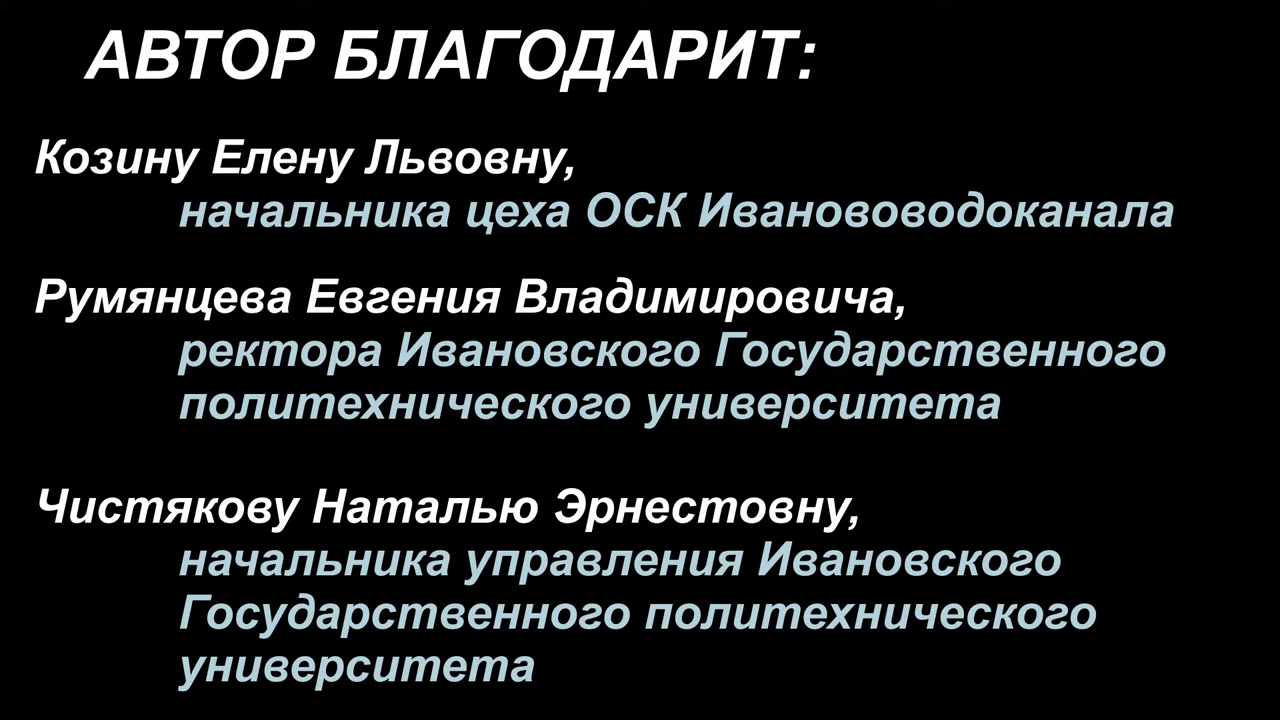 АВТОР БЛАГОДАРИТ:
Козину Елену Львовну,
начальника цеха ОСК Иванововодоканала
Румянцева Евгения Владимировича,
ректора Ивановского Государственного
политехнического университета
Чистякову Наталью Эрнестовну,
начальника управления Ивановского
Государственного политехнического
университета